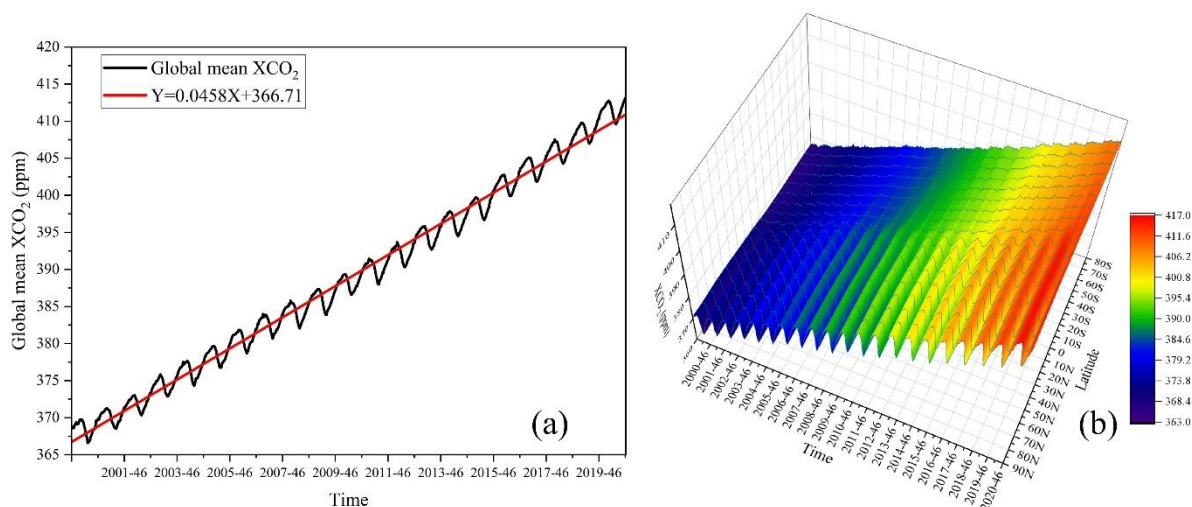 420
415
410
405
400
395
390
385
380
375
370
365
Global mean XCO₂ (ppm)
Global mean XCO₂
Y=0.0458X+366.71
(a)
2001-46 2003-46 2005-46 2007-46 2009-46 2011-46 2013-46 2015-46 2017-46 2019-46
Time
410
400
390
380
370
360
2000-46
2001-46
2002-46
2003-46
2004-46
2005-46
2006-46
2007-46
2008-46
2009-46
2010-46
2011-46
2012-46
2013-46
2014-46
2015-46
2016-46
2017-46
2018-46
2019-46
2020-46
Time
80S
70S
60S
50S
40S
30S
20S
10S
0
10N
20N
30N
40N
50N
60N
70N
80N
90N
Latitude
(b)
417.0
411.6
406.2
400.8
395.4
390.0
384.6
379.2
373.8
368.4
363.0